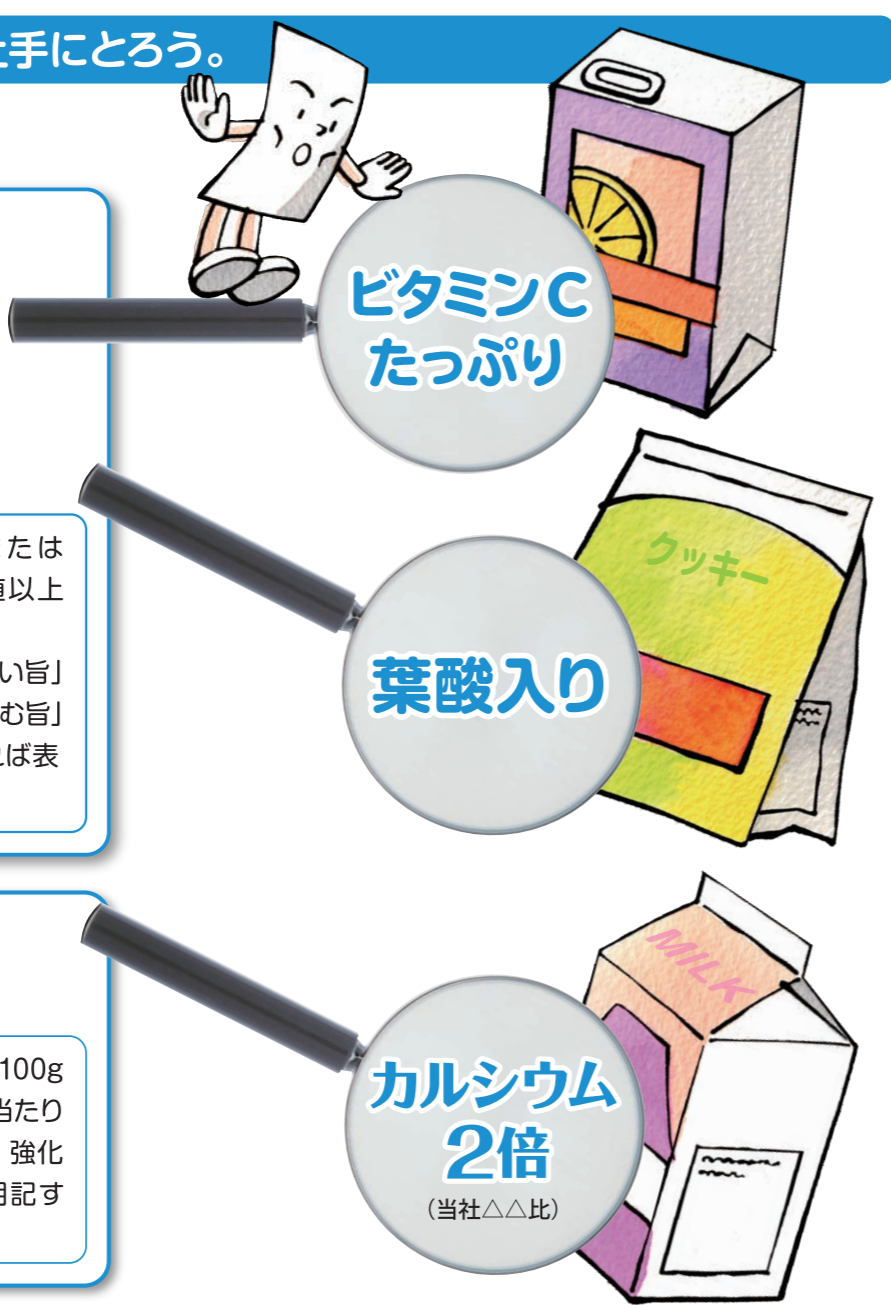 手にとろう。
ビタミンC
たっぷり
たは
以上
クッキー
葉酸入り
い旨」
む旨」
れば表
MILK
100g
当たり
強化
記す
カルシウム
2倍
（当社△△比）